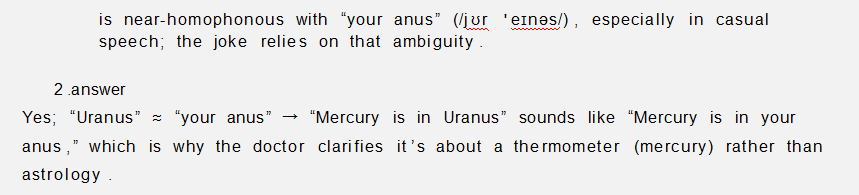 is near-homophonous with “your anus” (/jʊr ˈeɪnəs/), especially in casual
speech; the joke relies on that ambiguity .
2 .answer
Yes; “Uranus” ≈ “your anus” → “Mercury is in Uranus” sounds like “Mercury is in your
anus ,” which is why the doctor clarifies it’s about a thermometer (mercury) rather than
astrology .